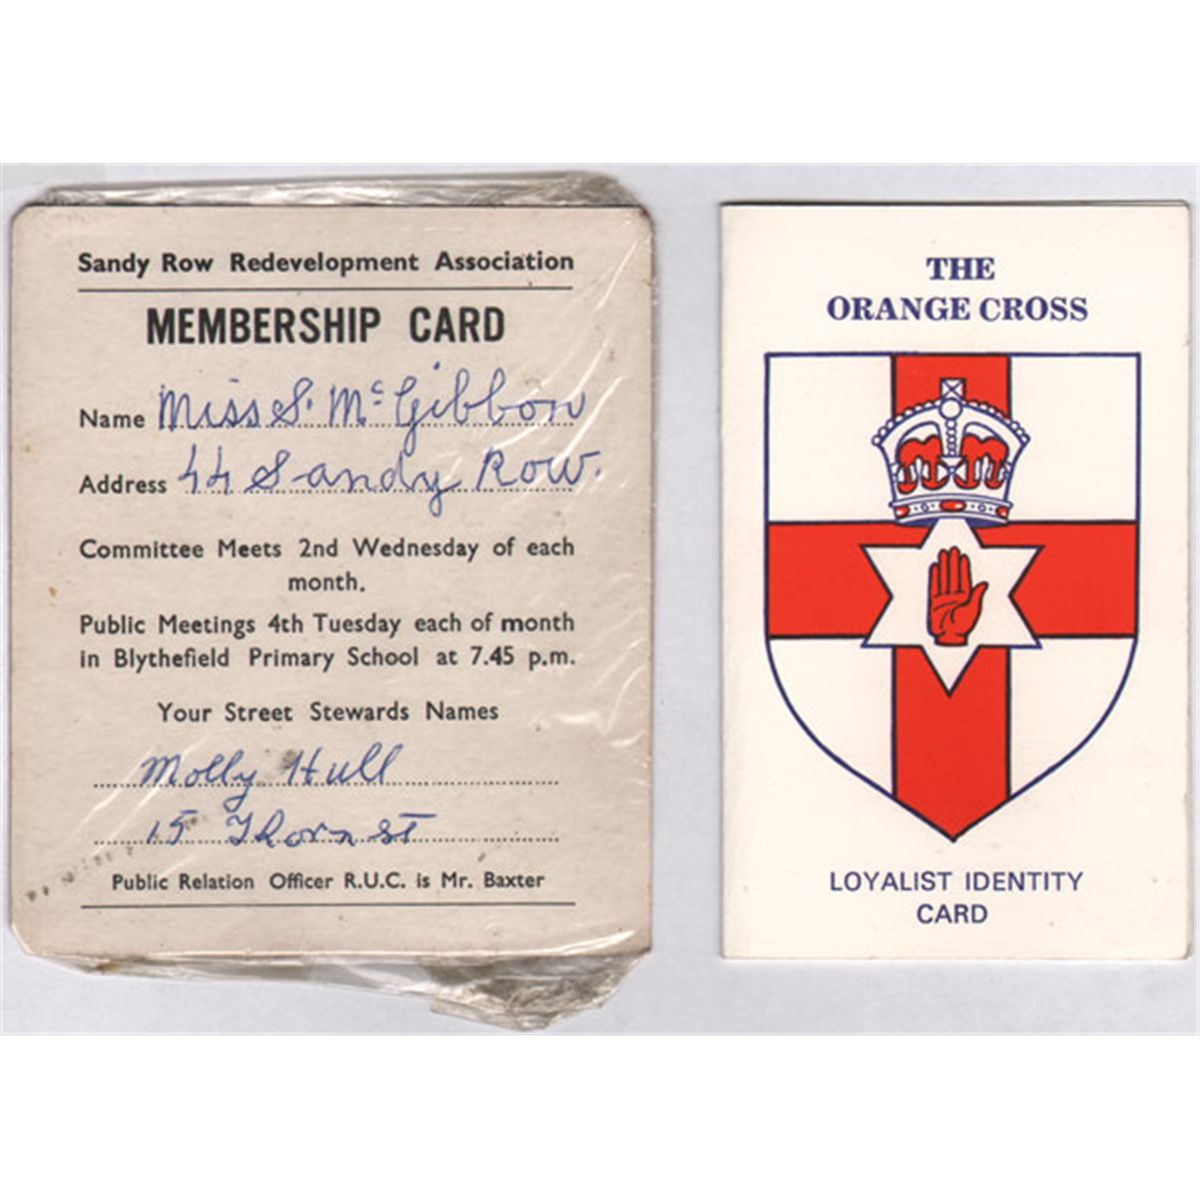 Sandy Row Redevelopment Association
MEMBERSHIP CARD
Name Miss S. McGibbon
Address 44 Sandy Row.
Committee Meets 2nd Wednesday of each
month.
Public Meetings 4th Tuesday each of month
in Blythefield Primary School at 7.45 p.m.
Your Street Stewards Names
Molly Hull
15 Thorn st
Public Relation Officer R.U.C. is Mr. Baxter
THE
ORANGE CROSS
LOYALIST IDENTITY
CARD